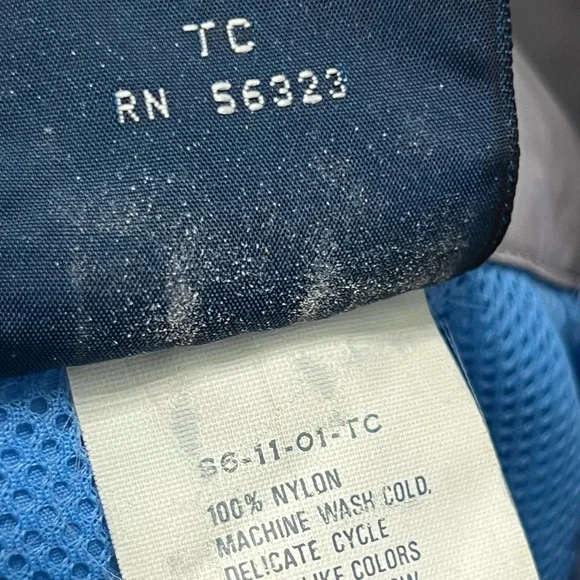 TC
RN 56323
S6-11-01-TC
100% NYLON
MACHINE WASH COLD,
DELICATE CYCLE
LIKE COLORS